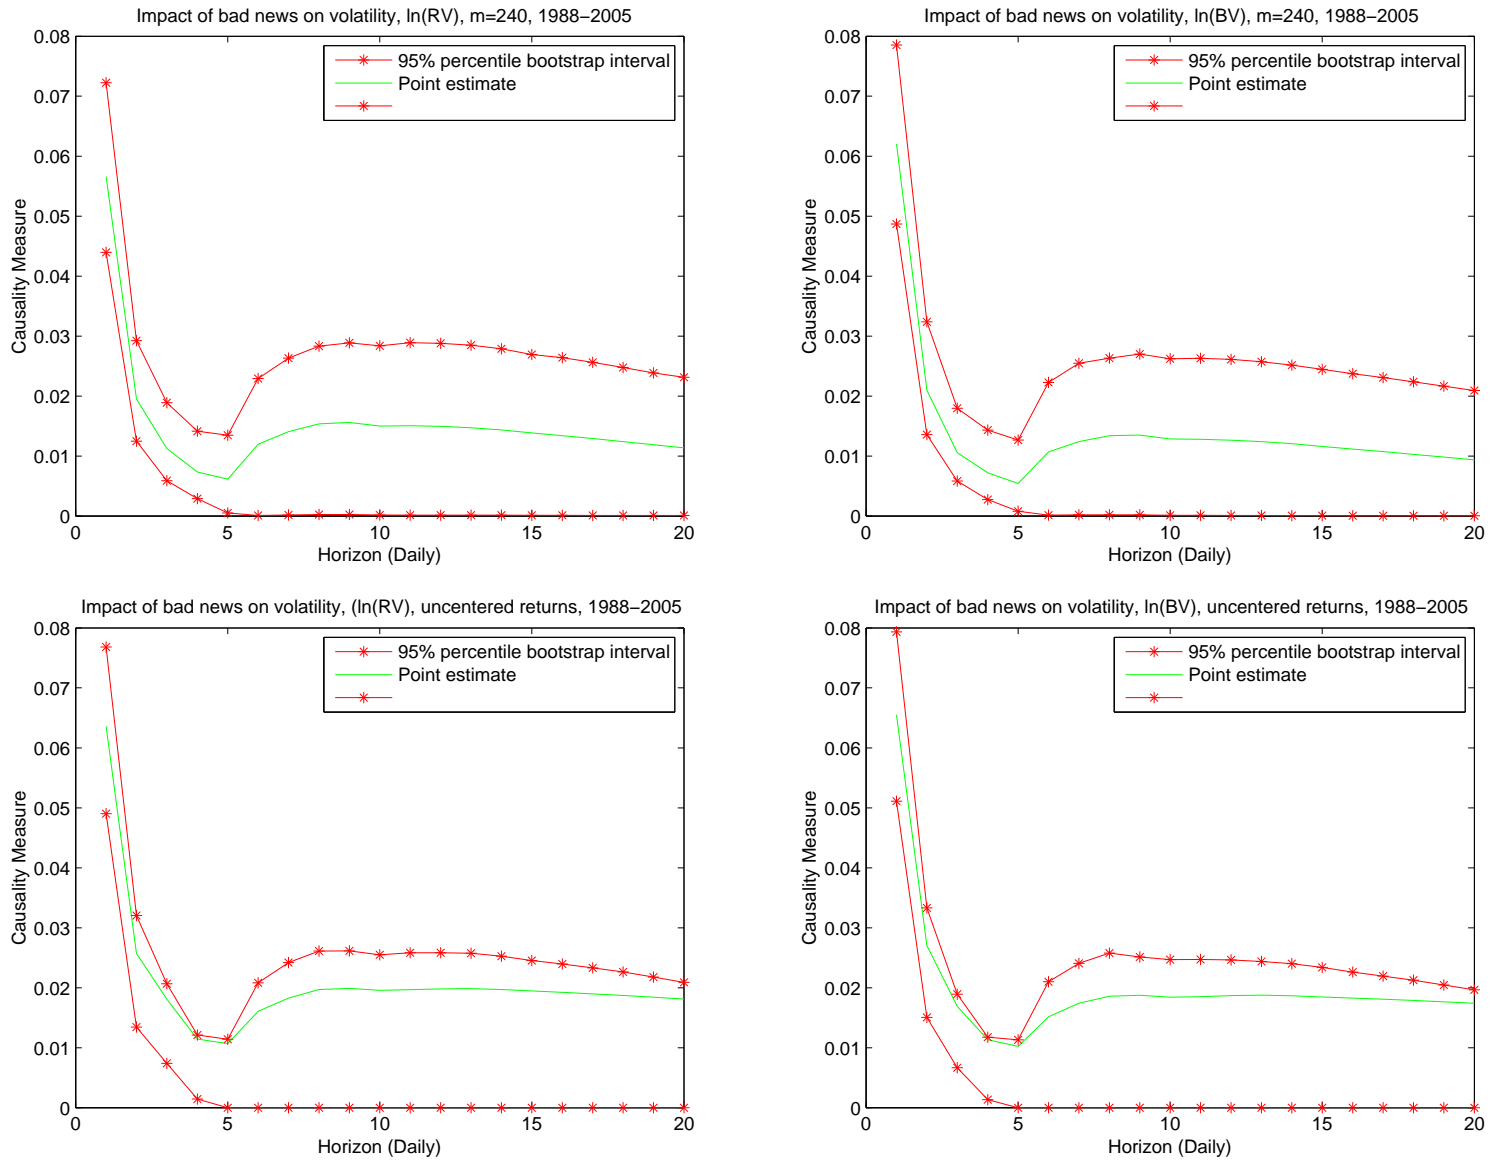 Impact of bad news on volatility, ln(RV), m=240, 1988−2005
0.08
0.07
0.06
0.05
0.04
0.03
0.02
0.01
0
Causality Measure
95% percentile bootstrap interval
Point estimate
0 5 10 15 20
Horizon (Daily)
Impact of bad news on volatility, ln(BV), m=240, 1988−2005
0.08
0.07
0.06
0.05
0.04
0.03
0.02
0.01
0
Causality Measure
95% percentile bootstrap interval
Point estimate
0 5 10 15 20
Horizon (Daily)
Impact of bad news on volatility, (ln(RV), uncentered returns, 1988−2005
0.08
0.07
0.06
0.05
0.04
0.03
0.02
0.01
0
Causality Measure
95% percentile bootstrap interval
Point estimate
0 5 10 15 20
Horizon (Daily)
Impact of bad news on volatility, ln(BV), uncentered returns, 1988−2005
0.08
0.07
0.06
0.05
0.04
0.03
0.02
0.01
0
Causality Measure
95% percentile bootstrap interval
Point estimate
0 5 10 15 20
Horizon (Daily)